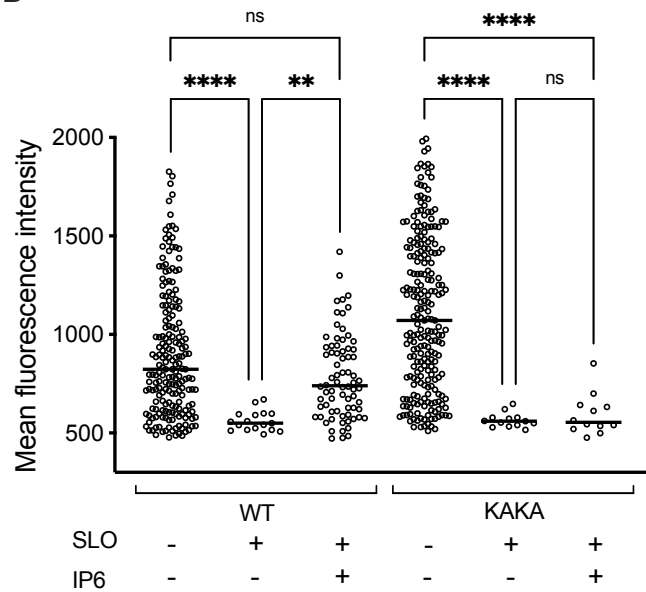 ns
****
**** ** **** ns
2000
1500
1000
500
Mean fluorescence intensity
WT KAKA
SLO - + + - + +
IP6 - - + - - +